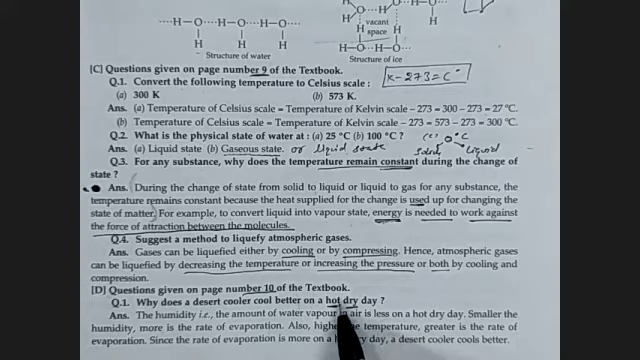 ····H—O····H—O····H—O····
H H H
Structure of water
H O H
H vacant
H space H
H—O···H—O···
Structure of ice
[C] Questions given on page number 9 of the Textbook.
Q.1. Convert the following temperature to Celsius scale :
K-273=C°
(a) 300 K (b) 573 K.
Ans. (a) Temperature of Celsius scale = Temperature of Kelvin scale – 273 = 300 – 273 = 27 °C.
(b) Temperature of Celsius scale = Temperature of Kelvin scale – 273 = 573 – 273 = 300 °C.
Q.2. What is the physical state of water at : (a) 25 °C (b) 100 °C ? (c) 0°C
Ans. (a) Liquid state (b) Gaseous state. or liquid state Solid Liquid
Q.3. For any substance, why does the temperature remain constant during the change of
state ?
Ans. During the change of state from solid to liquid or liquid to gas for any substance, the
temperature remains constant because the heat supplied for the change is used up for changing the
state of matter. For example, to convert liquid into vapour state, energy is needed to work against
the force of attraction between the molecules.
Q.4. Suggest a method to liquefy atmospheric gases.
Ans. Gases can be liquefied either by cooling or by compressing. Hence, atmospheric gases
can be liquefied by decreasing the temperature or increasing the pressure or both by cooling and
compression.
[D] Questions given on page number 10 of the Textbook.
Q.1. Why does a desert cooler cool better on a hot dry day ?
Ans. The humidity i.e., the amount of water vapour in air is less on a hot dry day. Smaller the
humidity, more is the rate of evaporation. Also, higher the temperature, greater is the rate of
evaporation. Since the rate of evaporation is more on a dry day, a desert cooler cools better.